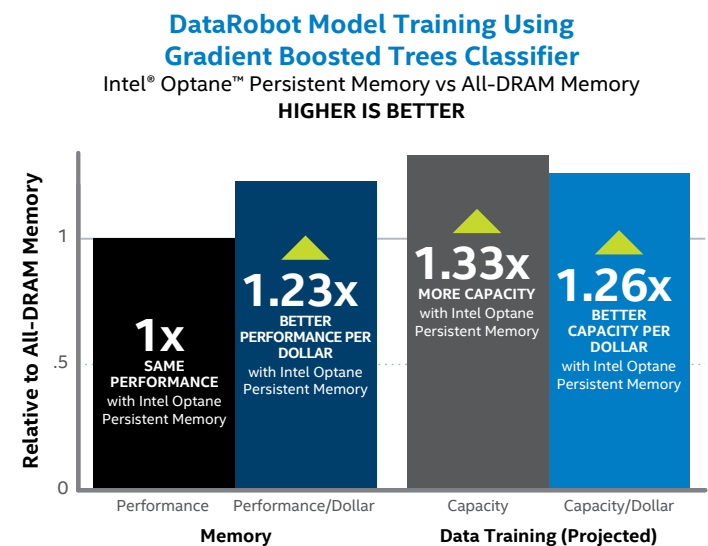 DataRobot Model Training Using
Gradient Boosted Trees Classifier
Intel® Optane™ Persistent Memory vs All-DRAM Memory
HIGHER IS BETTER
Relative to All-DRAM Memory
1
.5
0
1x
SAME
PERFORMANCE
with Intel Optane
Persistent Memory
1.23x
BETTER
PERFORMANCE PER
DOLLAR
with Intel Optane
Persistent Memory
1.33x
MORE CAPACITY
with Intel Optane
Persistent Memory
1.26x
BETTER
CAPACITY PER
DOLLAR
with Intel Optane
Persistent Memory
Performance
Performance/Dollar
Capacity
Capacity/Dollar
Memory
Data Training (Projected)